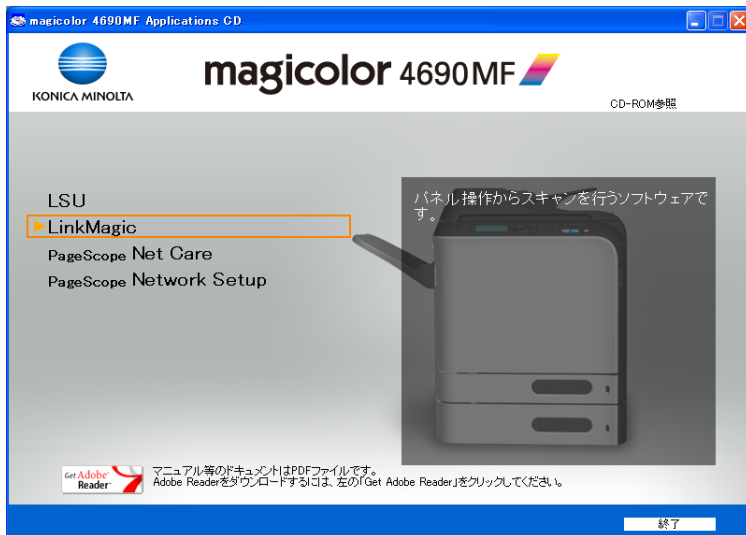 magicolor 4690MF Applications CD
KONICA MINOLTA
magicolor 4690MF
CD-ROM参照
LSU
LinkMagic
PageScope Net Care
PageScope Network Setup
パネル操作からスキャンを行うソフトウェアで
す。
Get Adobe Reader
マニュアル等のドキュメントはPDFファイルです。
Adobe Readerをダウンロードするには、左の「Get Adobe Reader」をクリックしてください。
終了